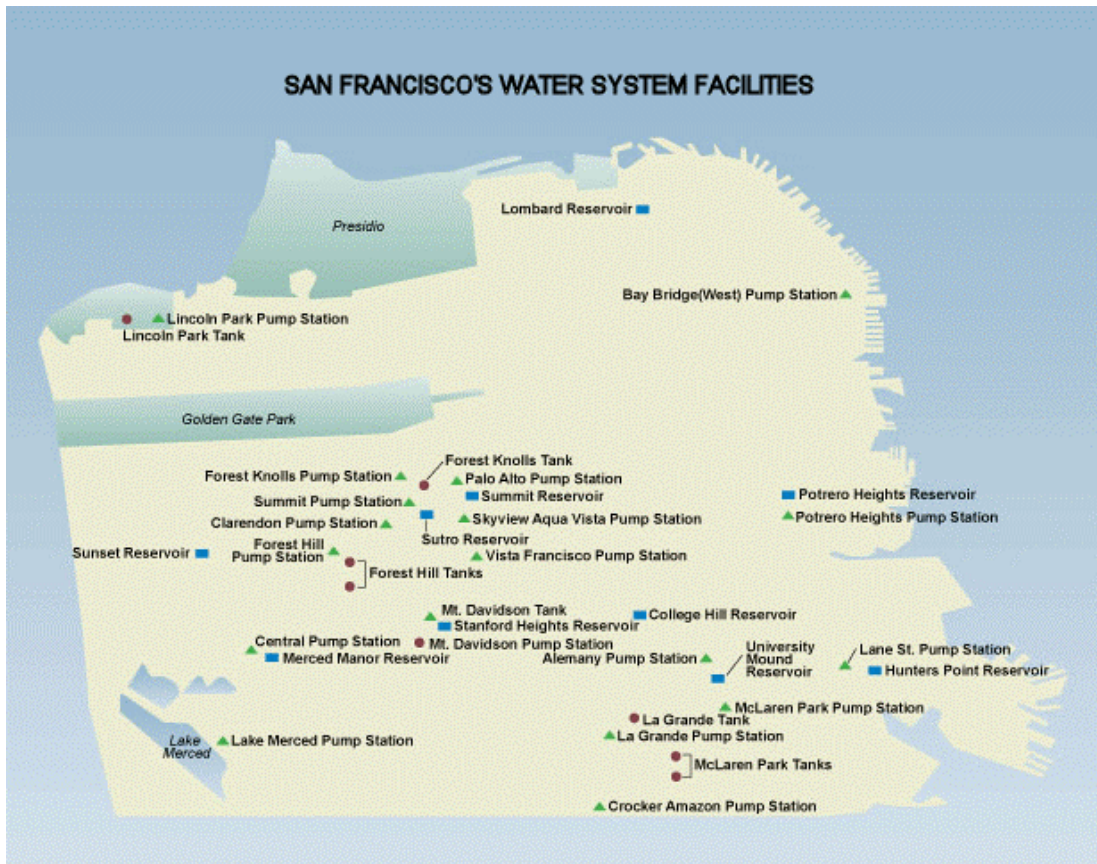 SAN FRANCISCO'S WATER SYSTEM FACILITIES
Lombard Reservoir
Presidio
Bay Bridge(West) Pump Station
Lincoln Park Pump Station
Lincoln Park Tank
Golden Gate Park
Forest Knolls Tank
Forest Knolls Pump Station
Palo Alto Pump Station
Summit Reservoir
Potrero Heights Reservoir
Summit Pump Station
Clarendon Pump Station
Skyview Aqua Vista Pump Station
Potrero Heights Pump Station
Sutro Reservoir
Sunset Reservoir
Forest Hill
Pump Station
Vista Francisco Pump Station
Forest Hill Tanks
Mt. Davidson Tank
Stanford Heights Reservoir
College Hill Reservoir
Central Pump Station
Mt. Davidson Pump Station
Merced Manor Reservoir
Alemany Pump Station
University
Mound
Reservoir
Lane St. Pump Station
Hunters Point Reservoir
McLaren Park Pump Station
La Grande Tank
La Grande Pump Station
Lake
Merced
Lake Merced Pump Station
McLaren Park Tanks
Crocker Amazon Pump Station